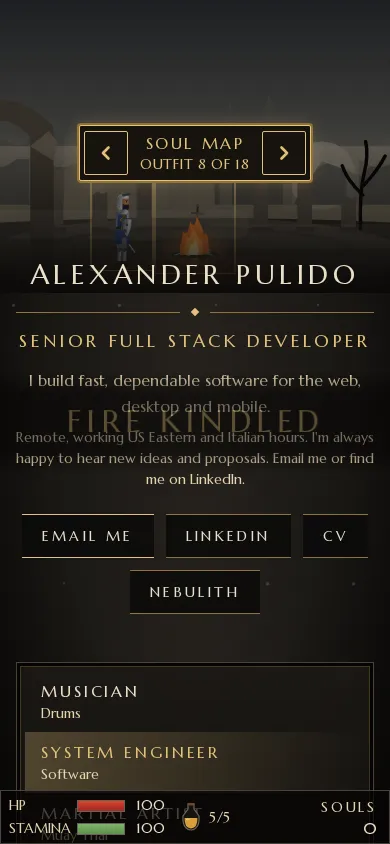 SOUL MAP
OUTFIT 8 OF 18
ALEXANDER PULIDO
SENIOR FULL STACK DEVELOPER
I build fast, dependable software for the web,
desktop and mobile.
FIRE KINDLED
Remote, working US Eastern and Italian hours. I'm always
happy to hear new ideas and proposals. Email me or find
me on LinkedIn.
EMAIL ME
LINKEDIN
CV
NEBULITH
MUSICIAN
Drums
SYSTEM ENGINEER
Software
MARTIAL ARTIST
Muay Thai
HP 100
STAMINA 100
5/5
SOULS
0